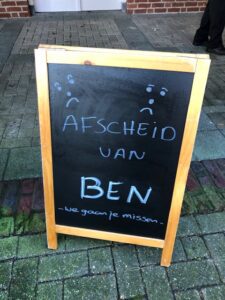 AFSCHEID
VAN
BEN
- we gaan je missen -